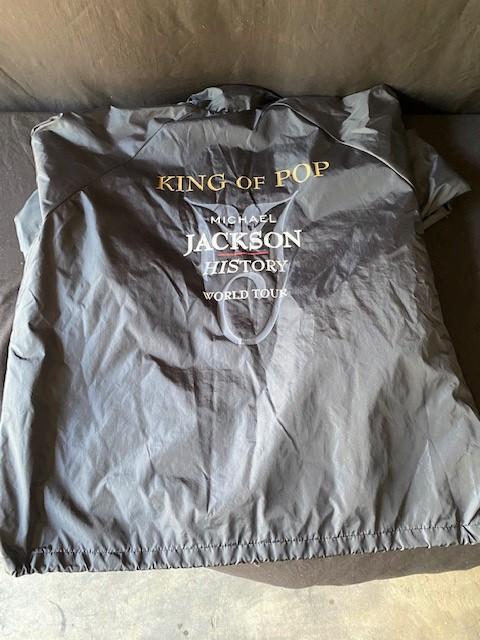 KING OF POP
MICHAEL
JACKSON
HISTORY
WORLD TOUR